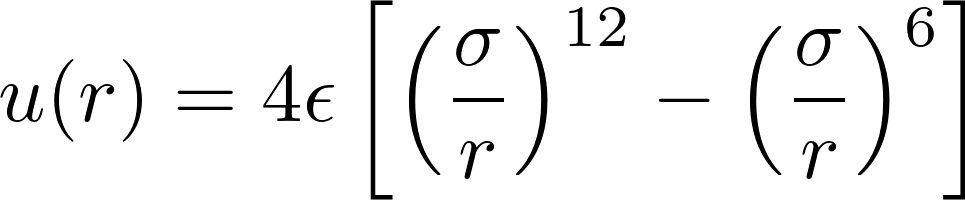 u(r) = 4ϵ [(σ/r)^12 − (σ/r)^6]